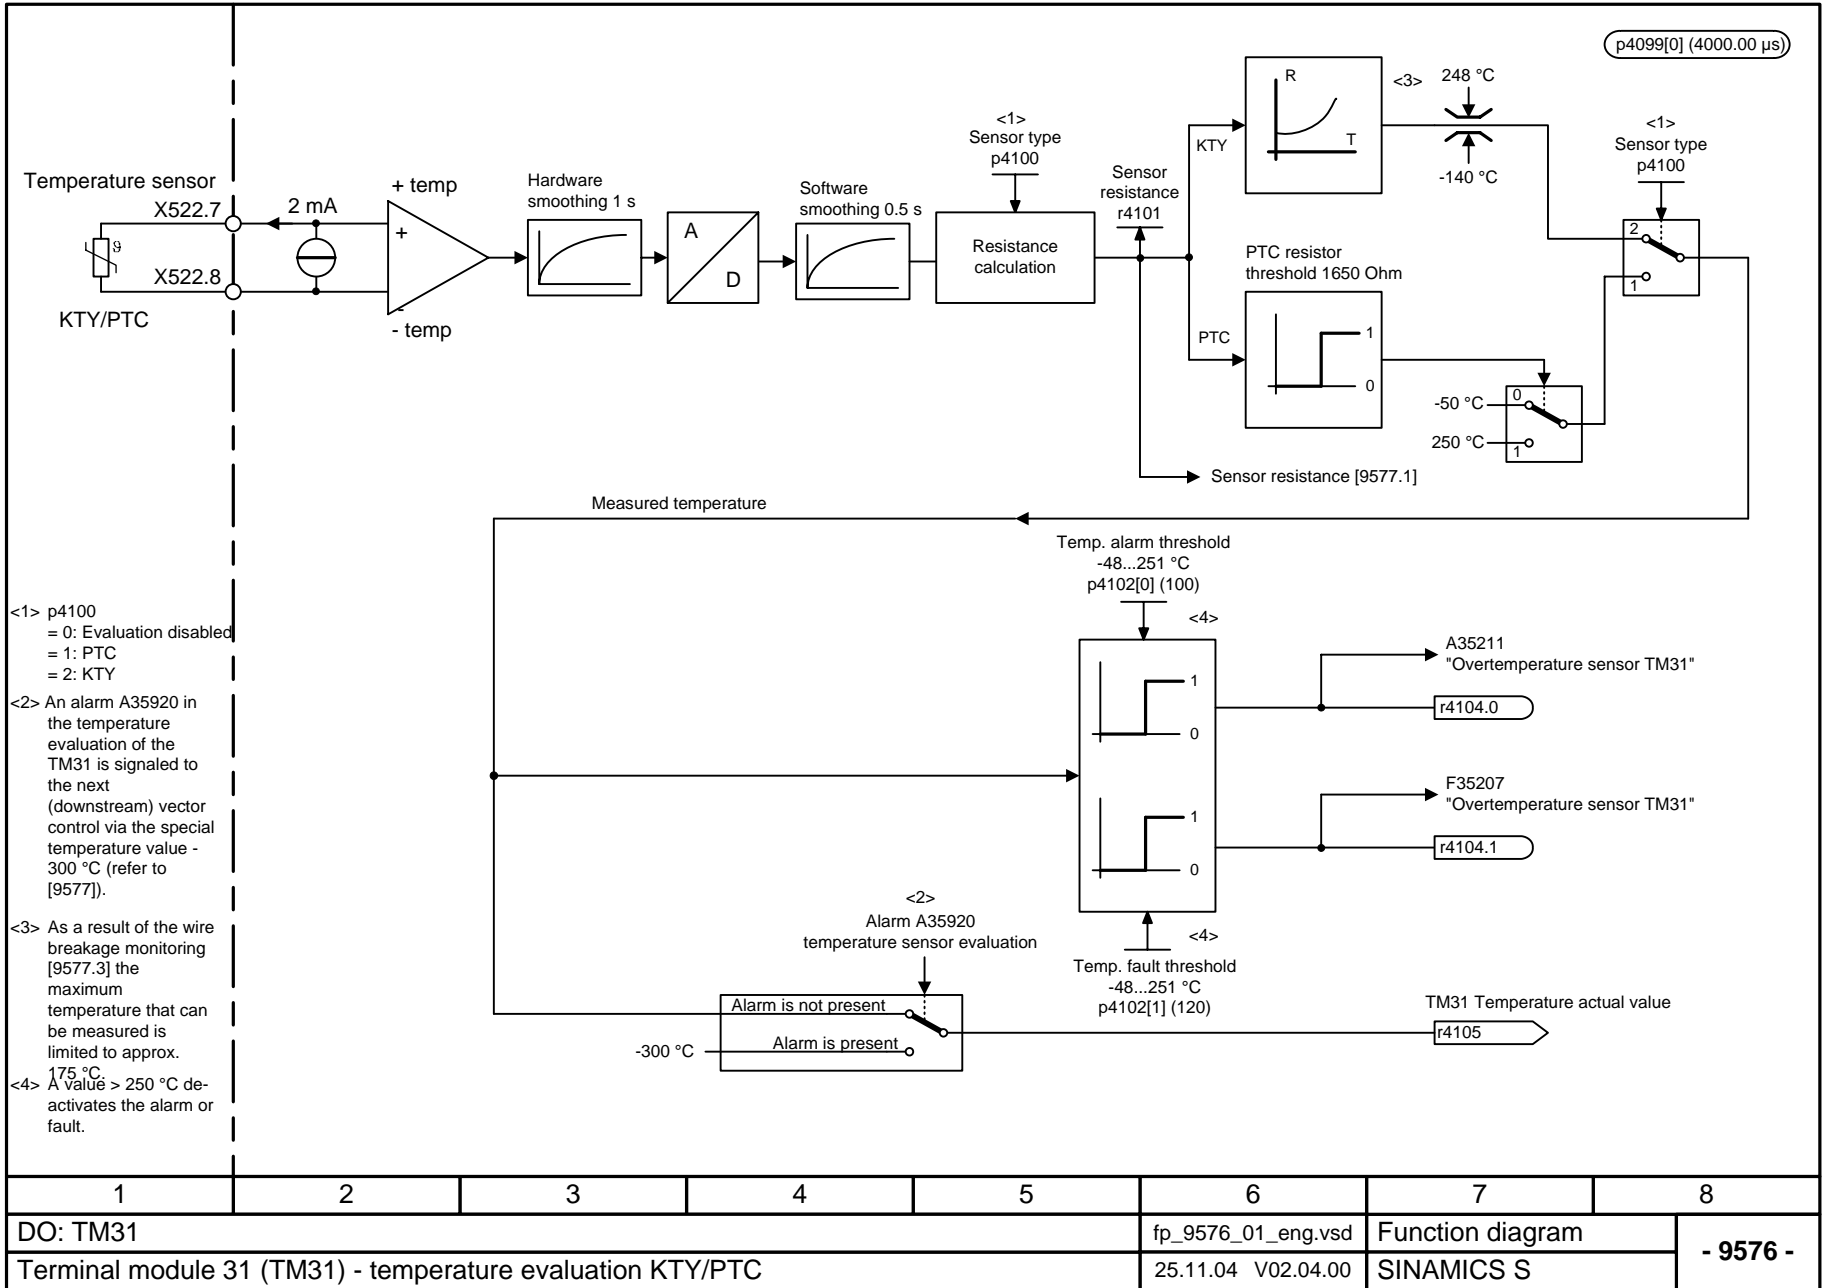 p4099[0] (4000.00 µs)
Temperature sensor
X522.7
ϑ
X522.8
KTY/PTC
2 mA
+ temp
+
-
- temp
Hardware
smoothing 1 s
A
D
Software
smoothing 0.5 s
<1>
Sensor type
p4100
Resistance
calculation
Sensor
resistance
r4101
KTY
R
T
<3>
248 °C
-140 °C
<1>
Sensor type
p4100
2
1
PTC resistor
threshold 1650 Ohm
PTC
1
0
-50 °C
0
250 °C
1
Sensor resistance [9577.1]
Measured temperature
Temp. alarm threshold
-48...251 °C
p4102[0] (100)
<4>
1
0
A35211
"Overtemperature sensor TM31"
r4104.0
1
0
F35207
"Overtemperature sensor TM31"
r4104.1
<4>
Temp. fault threshold
-48...251 °C
p4102[1] (120)
<2>
Alarm A35920
temperature sensor evaluation
Alarm is not present
-300 °C
Alarm is present
TM31 Temperature actual value
r4105
<1> p4100
= 0: Evaluation disabled
= 1: PTC
= 2: KTY
<2> An alarm A35920 in
the temperature
evaluation of the
TM31 is signaled to
the next
(downstream) vector
control via the special
temperature value -
300 °C (refer to
[9577]).
<3> As a result of the wire
breakage monitoring
[9577.3] the
maximum
temperature that can
be measured is
limited to approx.
175 °C.
<4> A value > 250 °C de-
activates the alarm or
fault.
1 2 3 4 5 6 7 8
DO: TM31
fp_9576_01_eng.vsd
Function diagram
- 9576 -
Terminal module 31 (TM31) - temperature evaluation KTY/PTC
25.11.04 V02.04.00
SINAMICS S